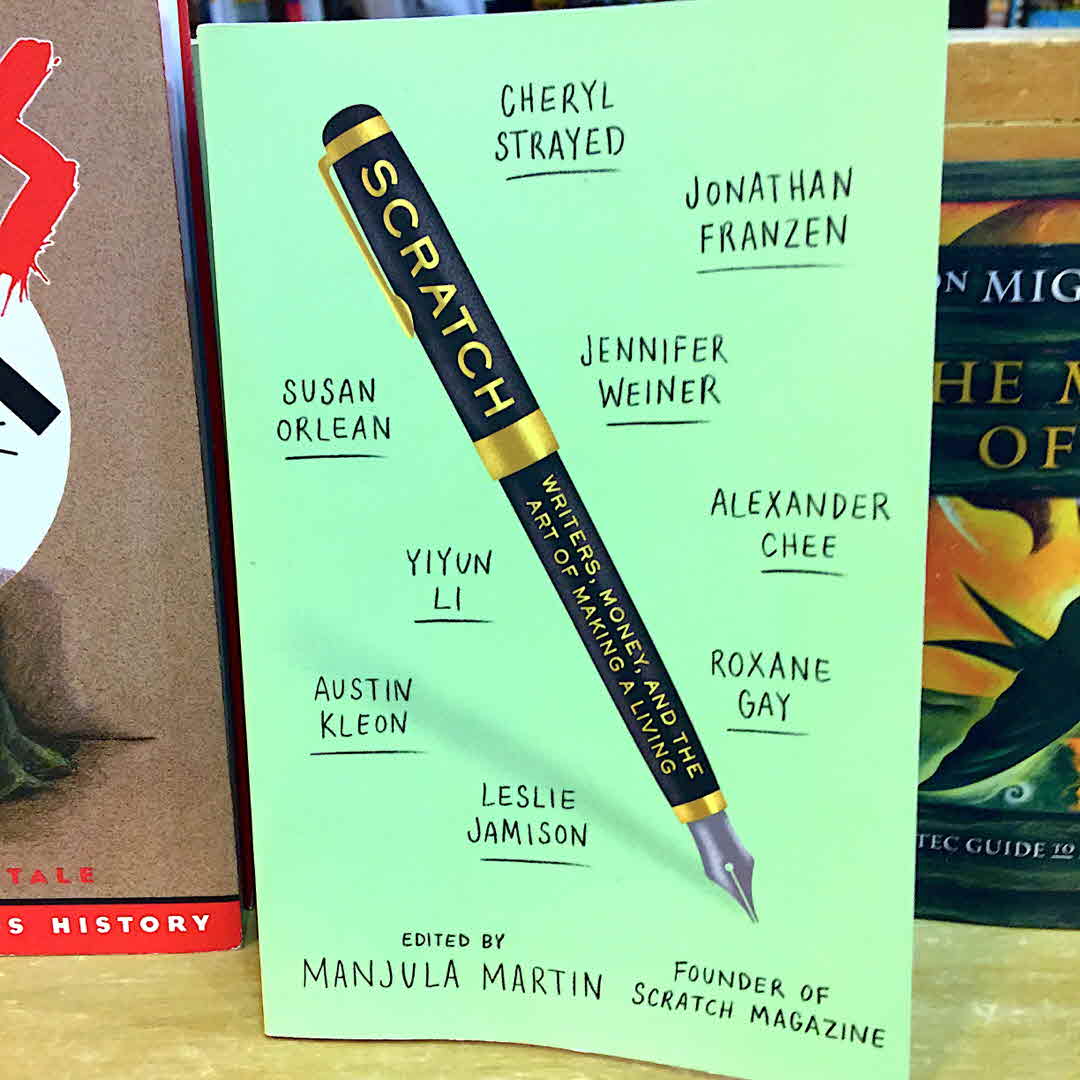 CHERYL
STRAYED
JONATHAN
FRANZEN
SCRATCH
WRITERS, MONEY, AND THE
ART OF MAKING A LIVING
JENNIFER
WEINER
SUSAN
ORLEAN
ALEXANDER
CHEE
YIYUN
LI
ROXANE
GAY
AUSTIN
KLEON
LESLIE
JAMISON
EDITED BY
MANJULA MARTIN
FOUNDER OF
SCRATCH MAGAZINE
TALE
S HISTORY
ON MIG
HE M
OF
TEC GUIDE TO